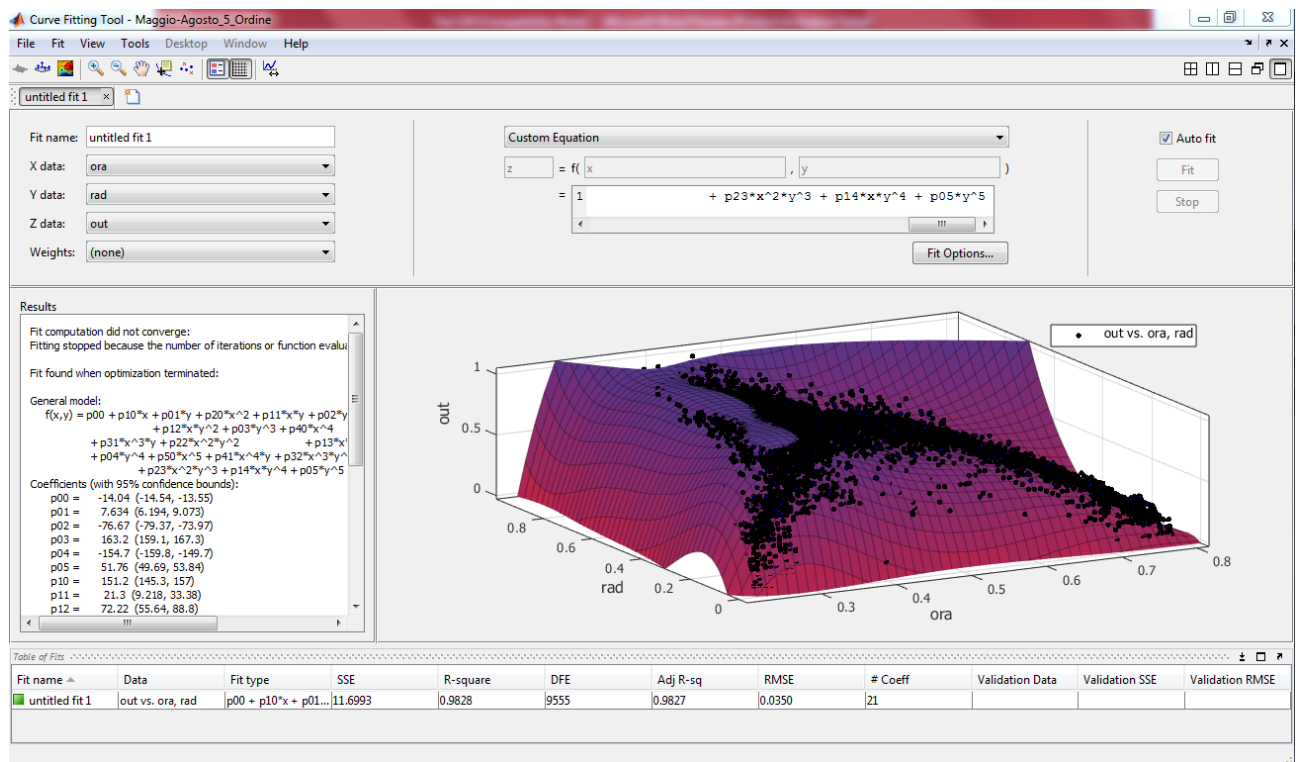 Curve Fitting Tool - Maggio-Agosto_5_Ordine
File Fit View Tools Desktop Window Help
untitled fit 1
Fit name: untitled fit 1
X data: ora
Y data: rad
Z data: out
Weights: (none)
Custom Equation
z = f( x , y )
= 1 + p23*x^2*y^3 + p14*x*y^4 + p05*y^5
Fit Options...
Auto fit
Fit
Stop
Results
Fit computation did not converge:
Fitting stopped because the number of iterations or function evalua
Fit found when optimization terminated:
General model:
f(x,y) = p00 + p10*x + p01*y + p20*x^2 + p11*x*y + p02*y
+ p12*x*y^2 + p03*y^3 + p40*x^4
+ p31*x^3*y + p22*x^2*y^2 + p13*x*
+ p04*y^4 + p50*x^5 + p41*x^4*y + p32*x^3*y^
+ p23*x^2*y^3 + p14*x*y^4 + p05*y^5
Coefficients (with 95% confidence bounds):
p00 = -14.04 (-14.54, -13.55)
p01 = 7.634 (6.194, 9.073)
p02 = -76.67 (-79.37, -73.97)
p03 = 163.2 (159.1, 167.3)
p04 = -154.7 (-159.8, -149.7)
p05 = 51.76 (49.69, 53.84)
p10 = 151.2 (145.3, 157)
p11 = 21.3 (9.218, 33.38)
p12 = 72.22 (55.64, 88.8)
out vs. ora, rad
out
1
0.5
0
0.8
0.6
0.4
0.2
0
rad
0.3
0.4
0.5
0.6
0.7
0.8
ora
Table of Fits
Fit name Data Fit type SSE R-square DFE Adj R-sq RMSE # Coeff Validation Data Validation SSE Validation RMSE
untitled fit 1 out vs. ora, rad p00 + p10*x + p01... 11.6993 0.9828 9555 0.9827 0.0350 21